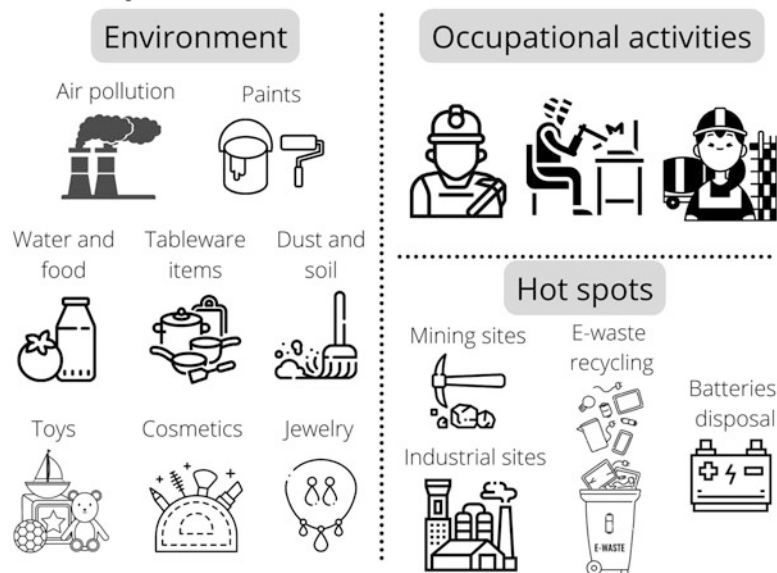 Environment
Air pollution
Paints
Water and
food
Tableware
items
Dust and
soil
Toys
Cosmetics
Jewelry
Occupational activities
Hot spots
Mining sites
E-waste
recycling
Batteries
disposal
Industrial sites
E-WASTE